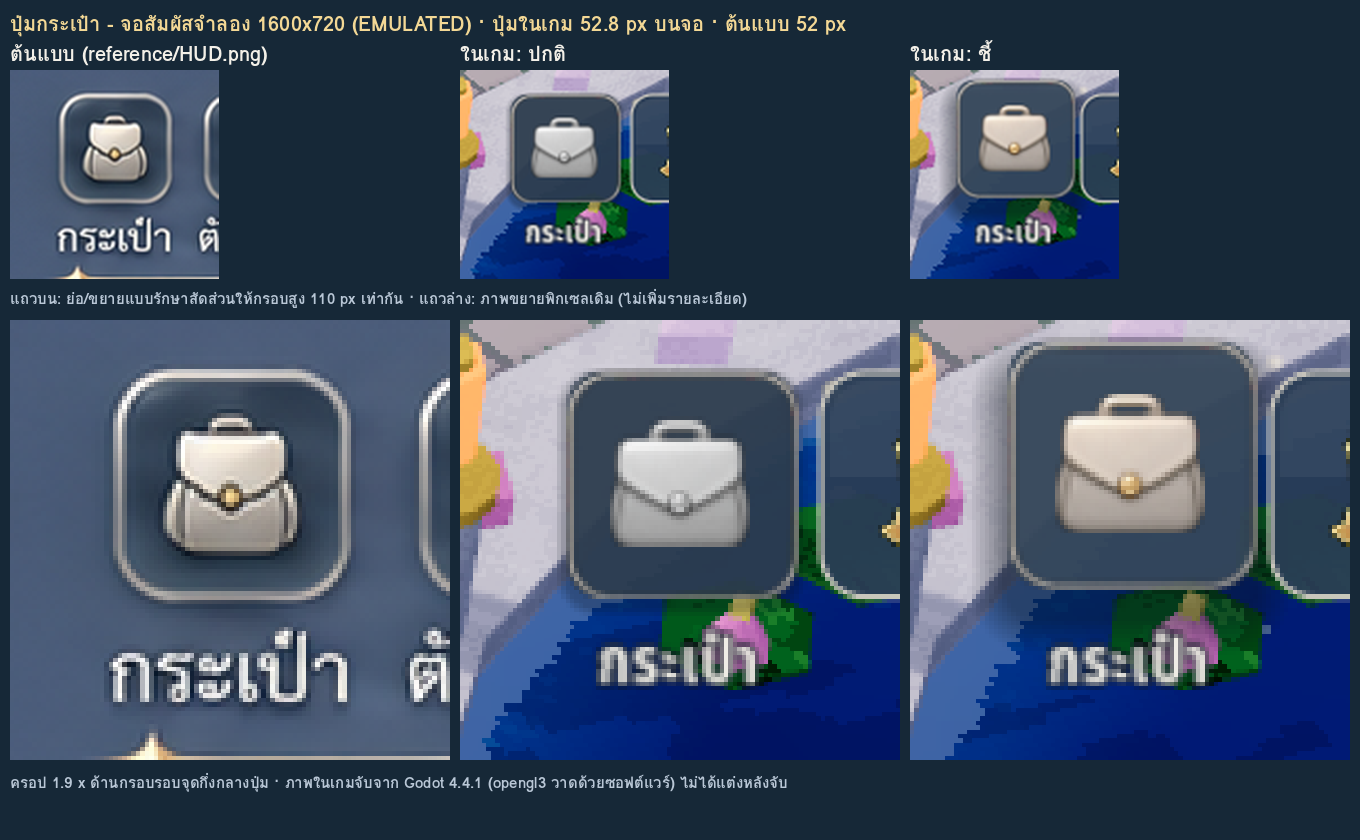 ปุ่มกระเป๋า - จอสัมผัสจำลอง 1600x720 (EMULATED) · ปุ่มในเกม 52.8 px บนจอ · ต้นแบบ 52 px
ต้นแบบ (reference/HUD.png)
ในเกม: ปกติ
ในเกม: ชี้
กระเป๋า
ต้
กระเป๋า
กระเป๋า
แถวบน: ย่อ/ขยายแบบรักษาสัดส่วนให้กรอบสูง 110 px เท่ากัน · แถวล่าง: ภาพขยายพิกเซลเดิม (ไม่เพิ่มรายละเอียด)
กระเป๋า
ต้
กระเป๋า
กระเป๋า
ครอป 1.9 x ด้านกรอบรอบจุดกึ่งกลางปุ่ม · ภาพในเกมจับจาก Godot 4.4.1 (opengl3 วาดด้วยซอฟต์แวร์) ไม่ได้แต่งหลังจับ